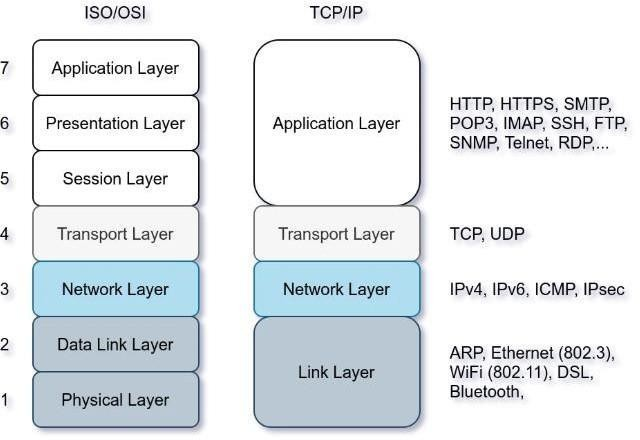 ISO/OSI
TCP/IP
7
Application Layer
6
Presentation Layer
5
Session Layer
4
Transport Layer
3
Network Layer
2
Data Link Layer
1
Physical Layer
Application Layer
Transport Layer
Network Layer
Link Layer
HTTP, HTTPS, SMTP,
POP3, IMAP, SSH, FTP,
SNMP, Telnet, RDP,...
TCP, UDP
IPv4, IPv6, ICMP, IPsec
ARP, Ethernet (802.3),
WiFi (802.11), DSL,
Bluetooth,